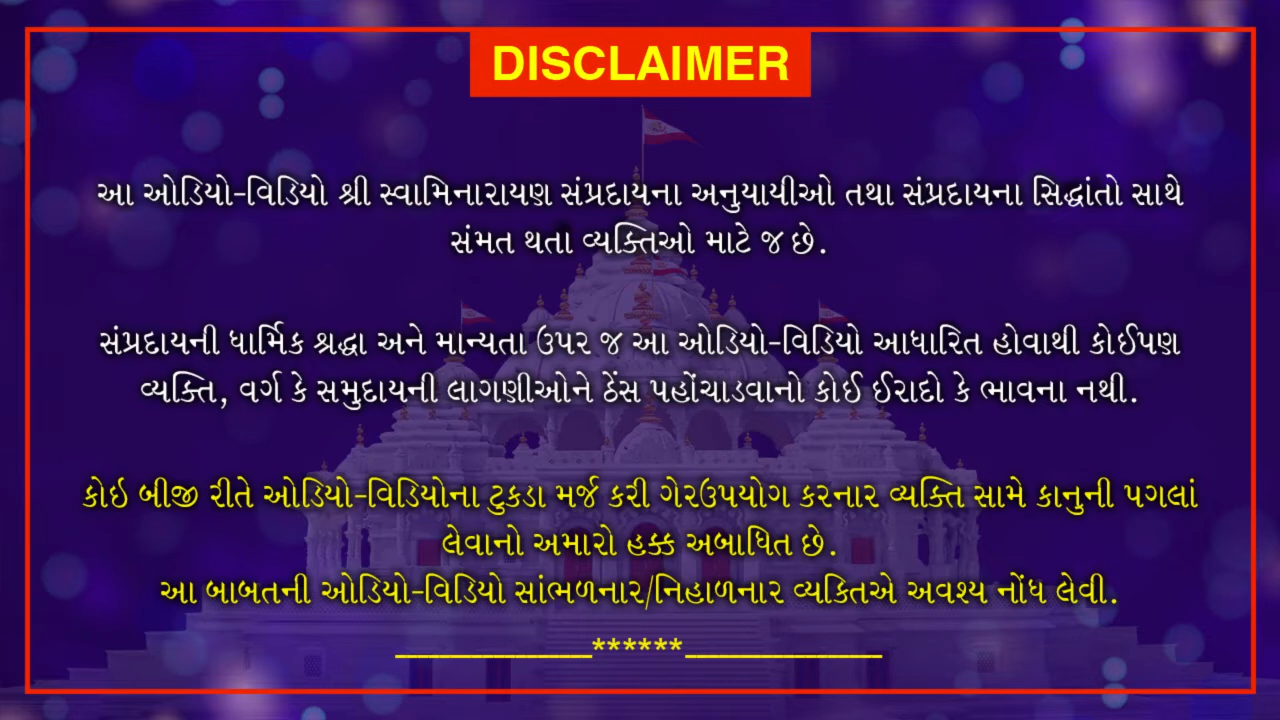 DISCLAIMER
આ ઓડિયો-વિડિયો શ્રી સ્વામિનારાયણ સંપ્રદાયના અનુયાયીઓ તથા સંપ્રદાયના સિદ્ધાંતો સાથે
સંમત થતા વ્યક્તિઓ માટે જ છે.
સંપ્રદાયની ધાર્મિક શ્રદ્ધા અને માન્યતા ઉપર જ આ ઓડિયો-વિડિયો આધારિત હોવાથી કોઈપણ
વ્યક્તિ, વર્ગ કે સમુદાયની લાગણીઓને ઠેંસ પહોંચાડવાનો કોઈ ઈરાદો કે ભાવના નથી.
કોઇ બીજી રીતે ઓડિયો-વિડિયોના ટુકડા મર્જ કરી ગેરઉપયોગ કરનાર વ્યક્તિ સામે કાનુની પગલાં
લેવાનો અમારો હક્ક અબાધિત છે.
આ બાબતની ઓડિયો-વિડિયો સાંભળનાર/નિહાળનાર વ્યકિતએ અવશ્ય નોંધ લેવી.
______________******______________